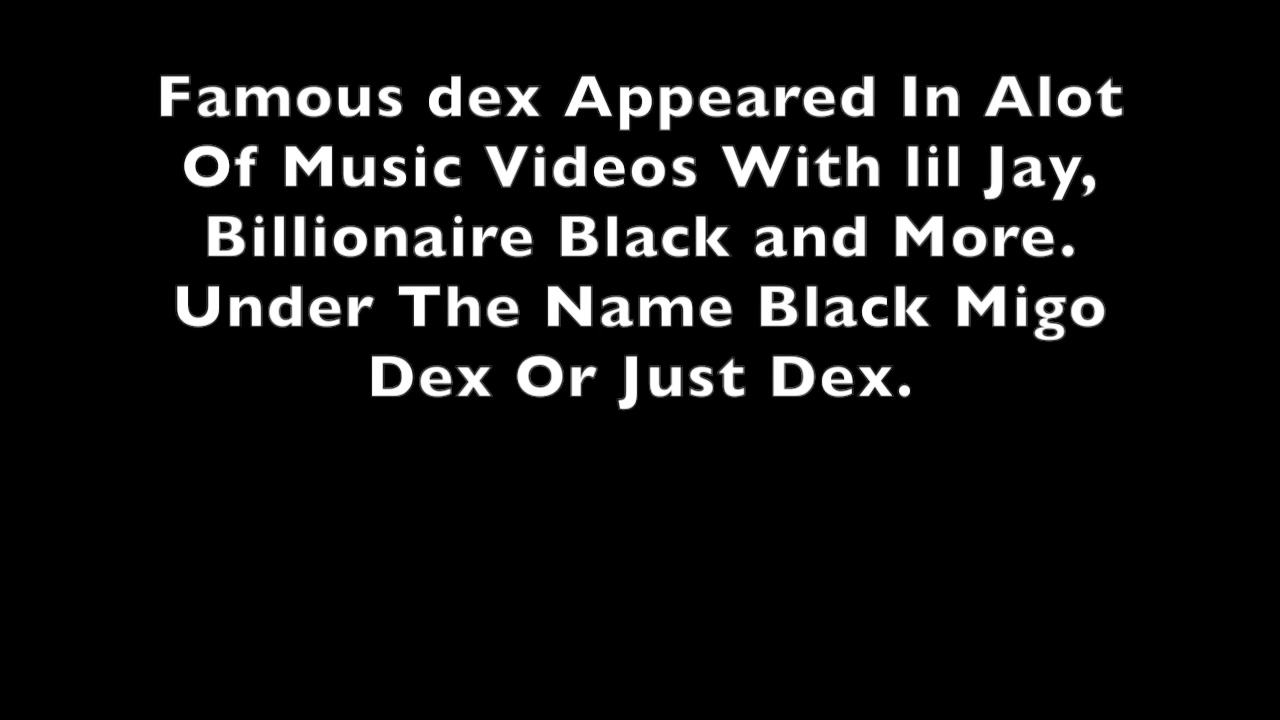 Famous dex Appeared In Alot
Of Music Videos With lil Jay,
Billionaire Black and More.
Under The Name Black Migo
Dex Or Just Dex.